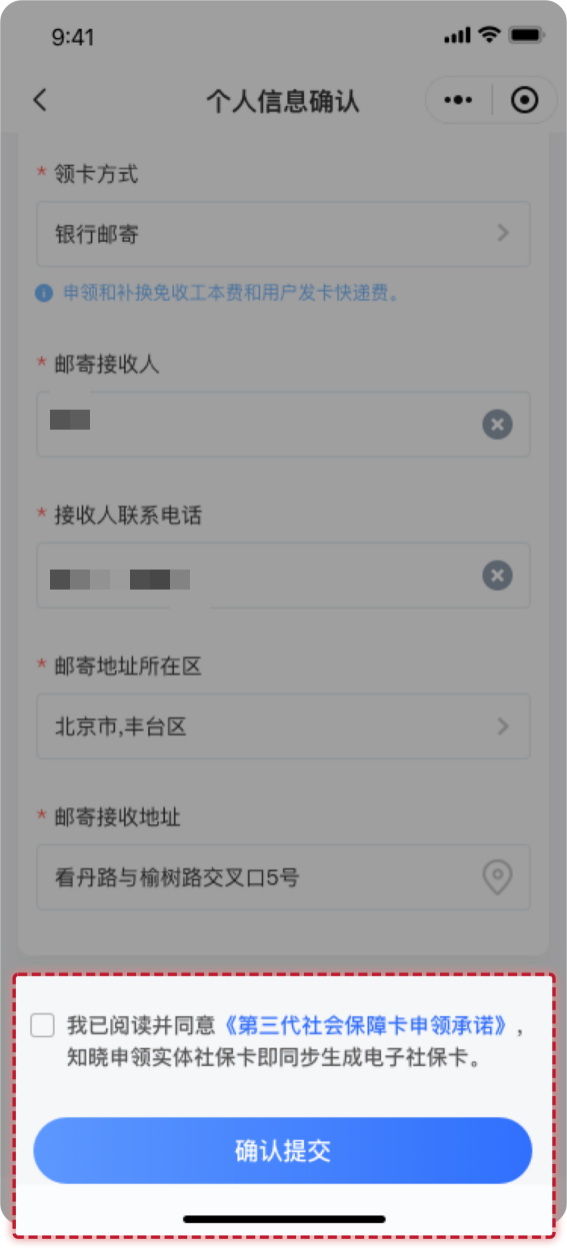 9:41
个人信息确认
* 领卡方式
银行邮寄
申领和补换免收工本费和用户发卡快递费。
* 邮寄接收人
* 接收人联系电话
* 邮寄地址所在区
北京市,丰台区
* 邮寄接收地址
看丹路与榆树路交叉口5号
我已阅读并同意《第三代社会保障卡申领承诺》，
知晓申领实体社保卡即同步生成电子社保卡。
确认提交